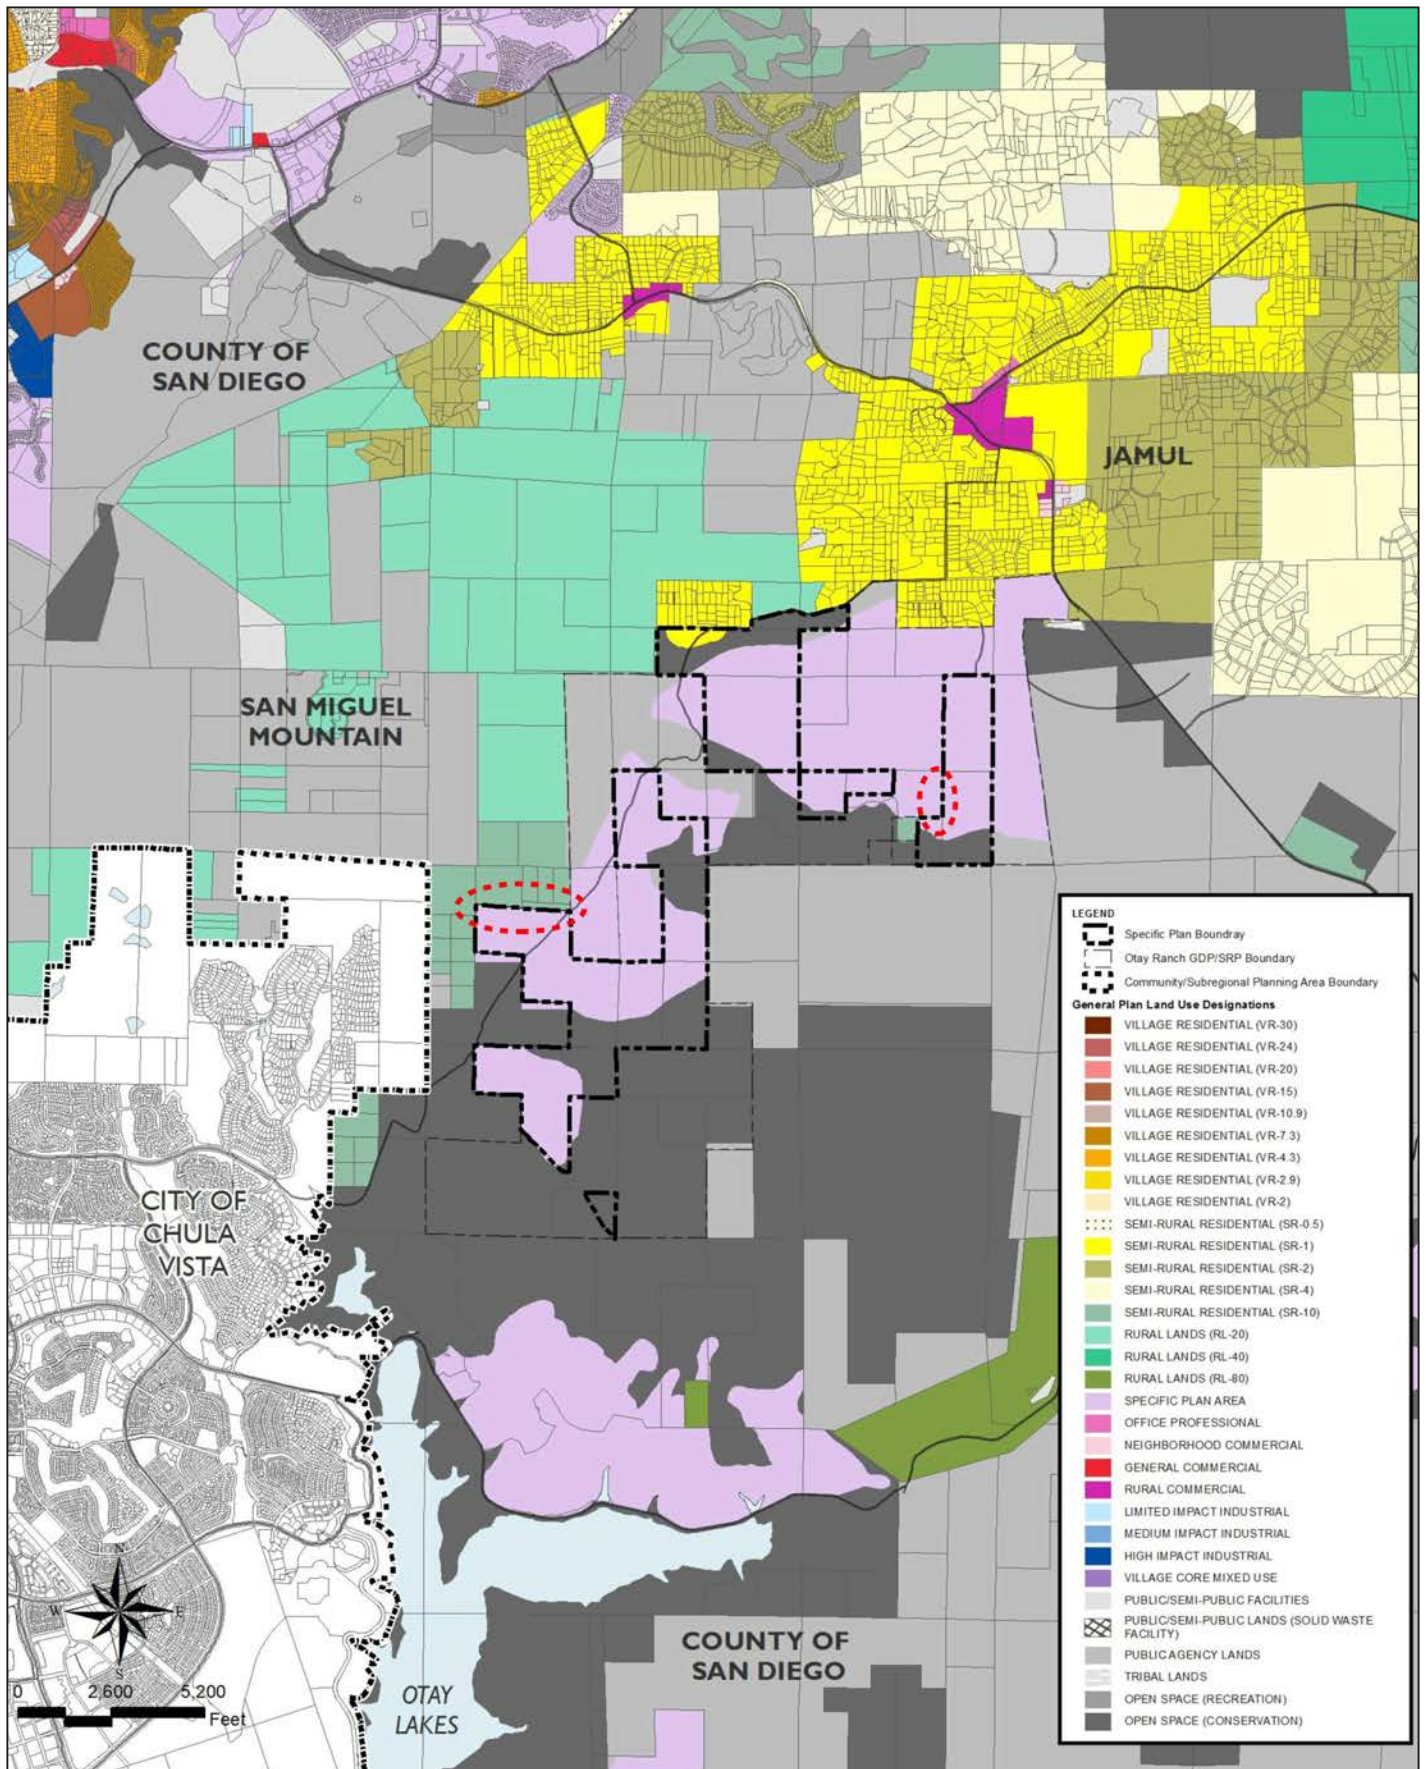 COUNTY OF
SAN DIEGO
JAMUL
SAN MIGUEL
MOUNTAIN
CITY OF
CHULA
VISTA
COUNTY OF
SAN DIEGO
OTAY
LAKES
N
W
E
S
0
2,600
5,200
Feet
LEGEND
Specific Plan Boundray
Otay Ranch GDP/SRP Boundary
Community/Subregional Planning Area Boundary
General Plan Land Use Designations
VILLAGE RESIDENTIAL (VR-30)
VILLAGE RESIDENTIAL (VR-24)
VILLAGE RESIDENTIAL (VR-20)
VILLAGE RESIDENTIAL (VR-15)
VILLAGE RESIDENTIAL (VR-10.9)
VILLAGE RESIDENTIAL (VR-7.3)
VILLAGE RESIDENTIAL (VR-4.3)
VILLAGE RESIDENTIAL (VR-2.9)
VILLAGE RESIDENTIAL (VR-2)
SEMI-RURAL RESIDENTIAL (SR-0.5)
SEMI-RURAL RESIDENTIAL (SR-1)
SEMI-RURAL RESIDENTIAL (SR-2)
SEMI-RURAL RESIDENTIAL (SR-4)
SEMI-RURAL RESIDENTIAL (SR-10)
RURAL LANDS (RL-20)
RURAL LANDS (RL-40)
RURAL LANDS (RL-80)
SPECIFIC PLAN AREA
OFFICE PROFESSIONAL
NEIGHBORHOOD COMMERCIAL
GENERAL COMMERCIAL
RURAL COMMERCIAL
LIMITED IMPACT INDUSTRIAL
MEDIUM IMPACT INDUSTRIAL
HIGH IMPACT INDUSTRIAL
VILLAGE CORE MIXED USE
PUBLIC/SEMI-PUBLIC FACILITIES
PUBLIC/SEMI-PUBLIC LANDS (SOLID WASTE
FACILITY)
PUBLIC AGENCY LANDS
TRIBAL LANDS
OPEN SPACE (RECREATION)
OPEN SPACE (CONSERVATION)